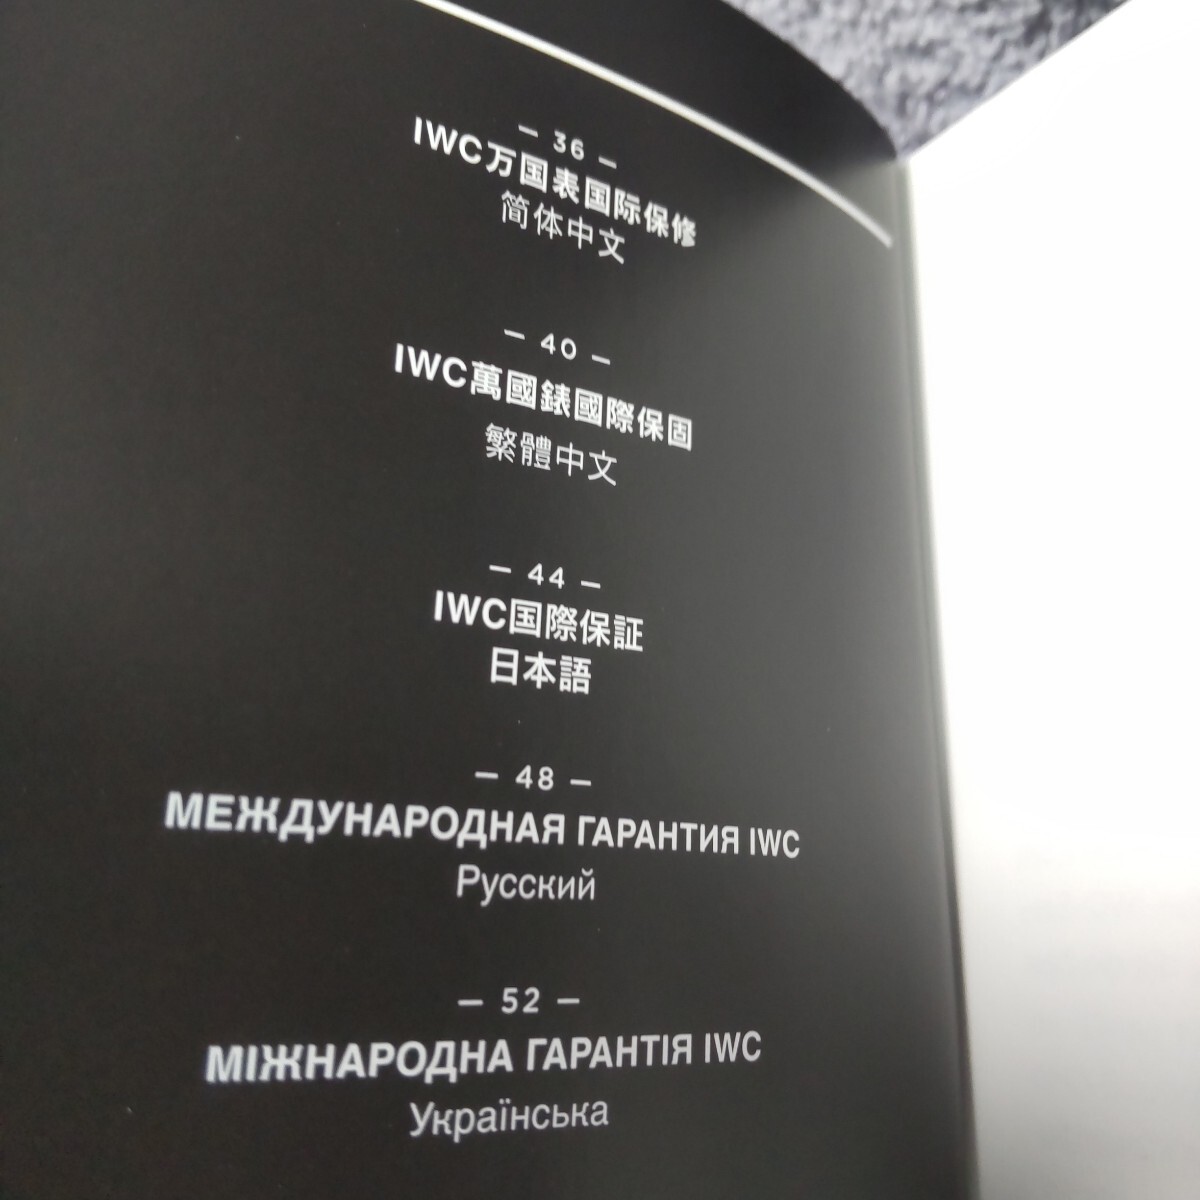 — 36 —
IWC万国表国际保修
简体中文
— 40 —
IWC萬國錶國際保固
繁體中文
— 44 —
IWC国際保証
日本語
— 48 —
МЕЖДУНАРОДНАЯ ГАРАНТИЯ IWC
Русский
— 52 —
МІЖНАРОДНА ГАРАНТІЯ IWC
Українська